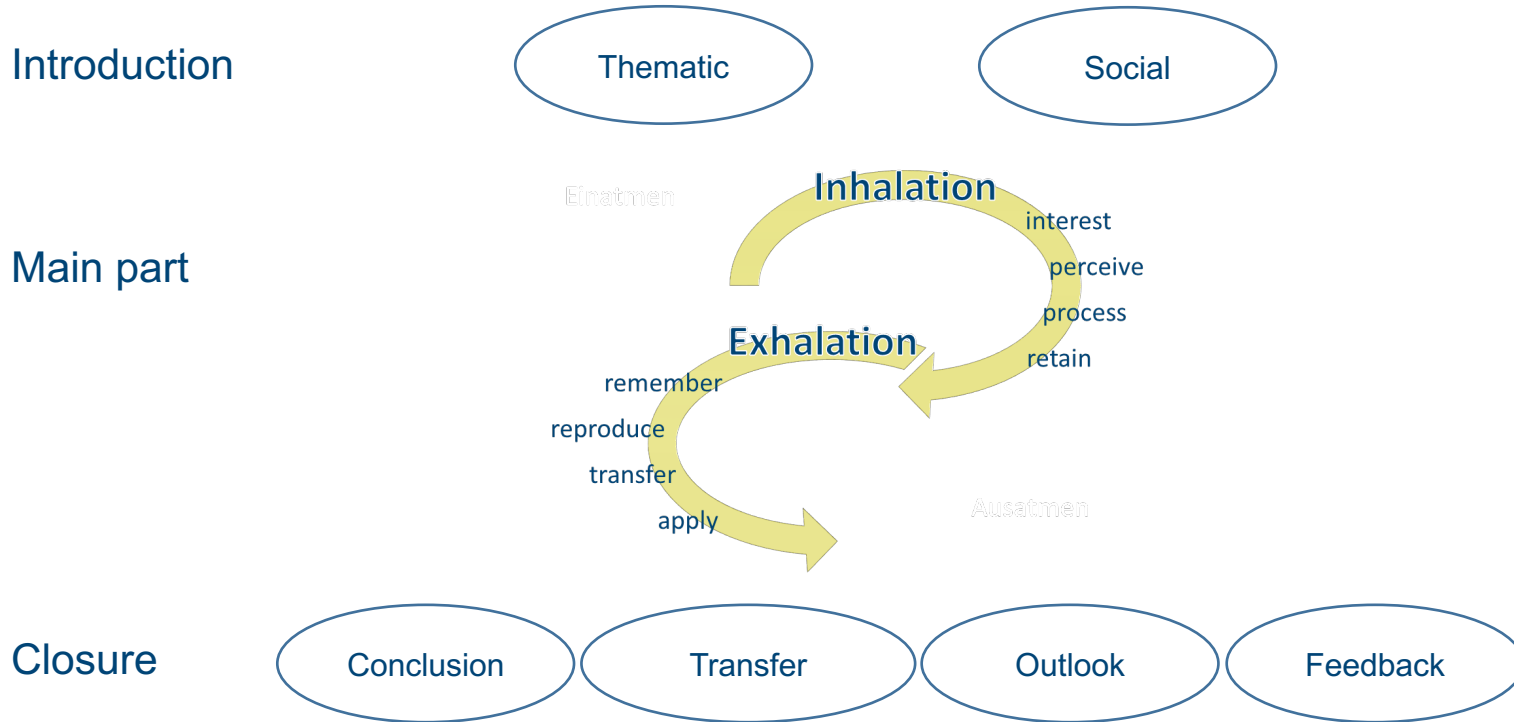 Introduction
Thematic
Social
Einatmen
Inhalation
interest
Main part
perceive
process
Exhalation
retain
remember
reproduce
transfer
apply
Ausatmen
Closure
Conclusion
Transfer
Outlook
Feedback